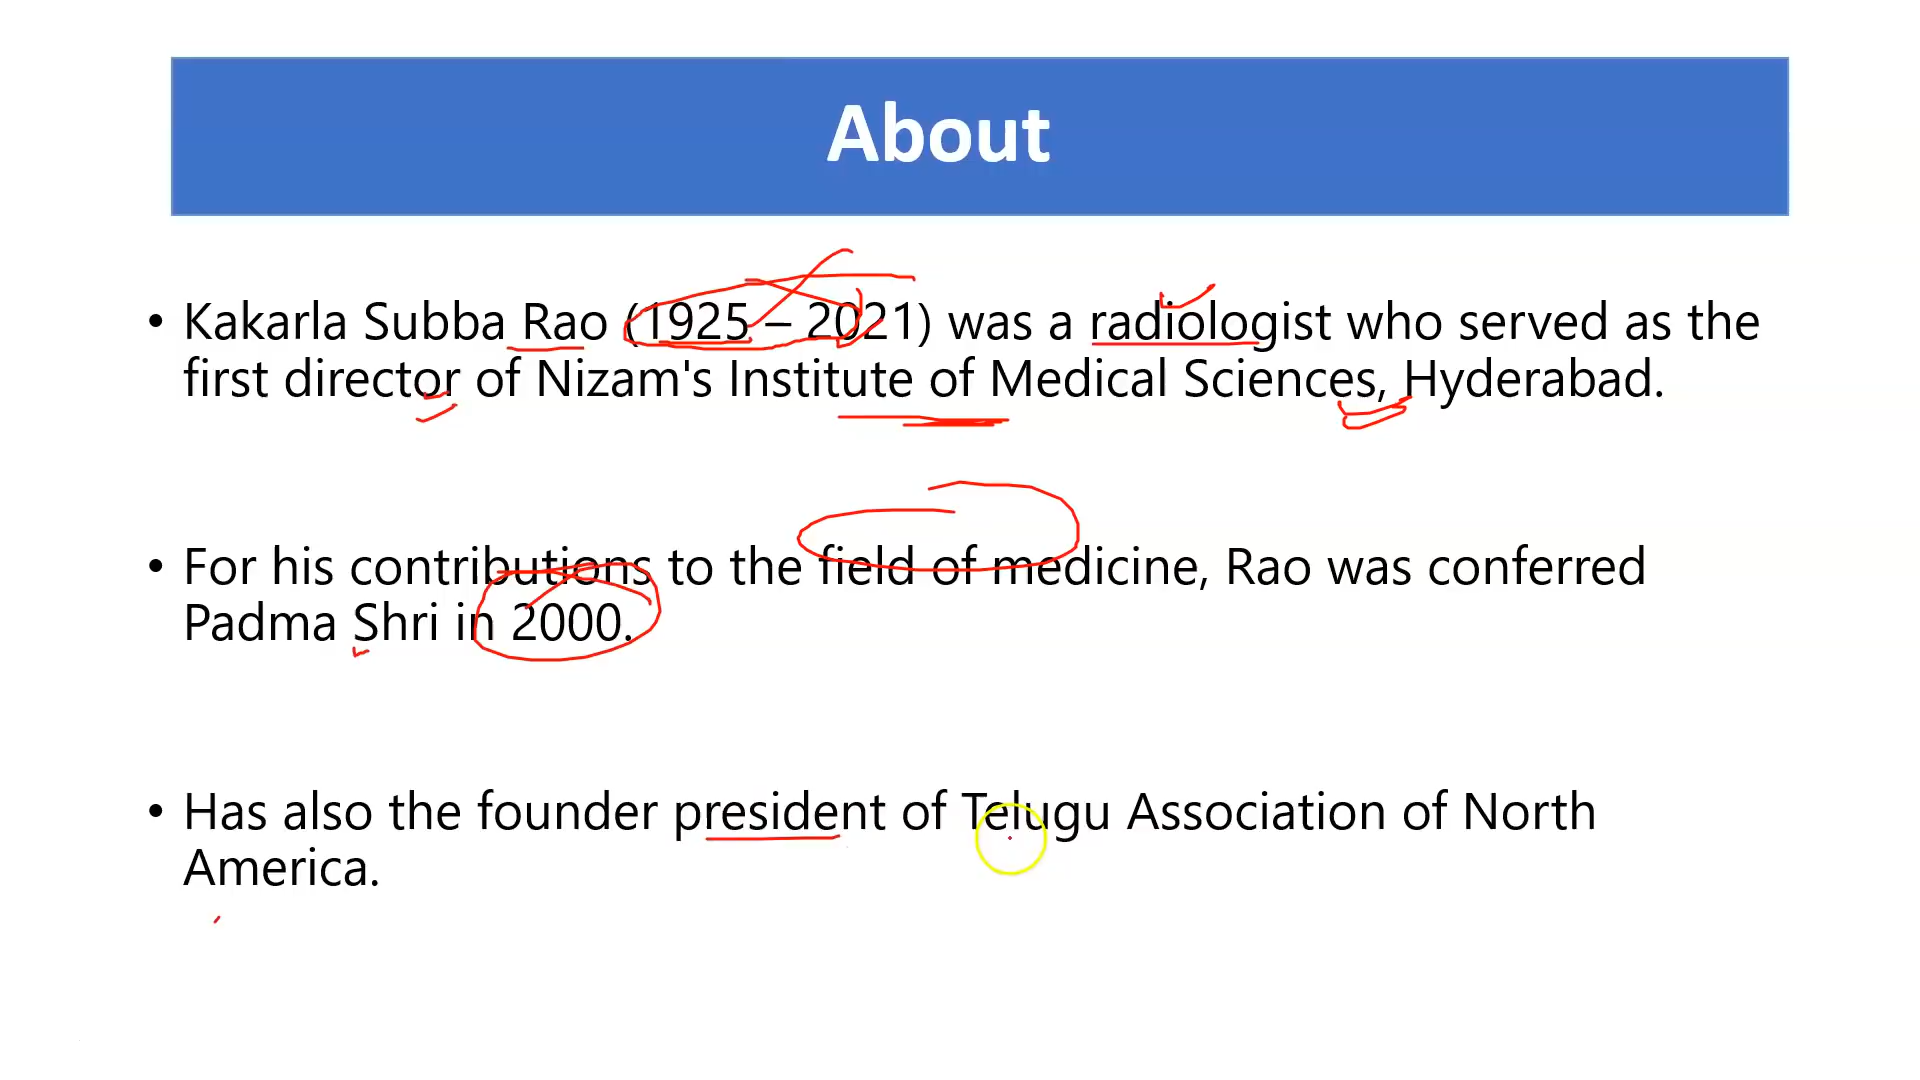 About
• Kakarla Subba Rao (1925 – 2021) was a radiologist who served as the
first director of Nizam's Institute of Medical Sciences, Hyderabad.
• For his contributions to the field of medicine, Rao was conferred
Padma Shri in 2000.
• Has also the founder president of Telugu Association of North
America.